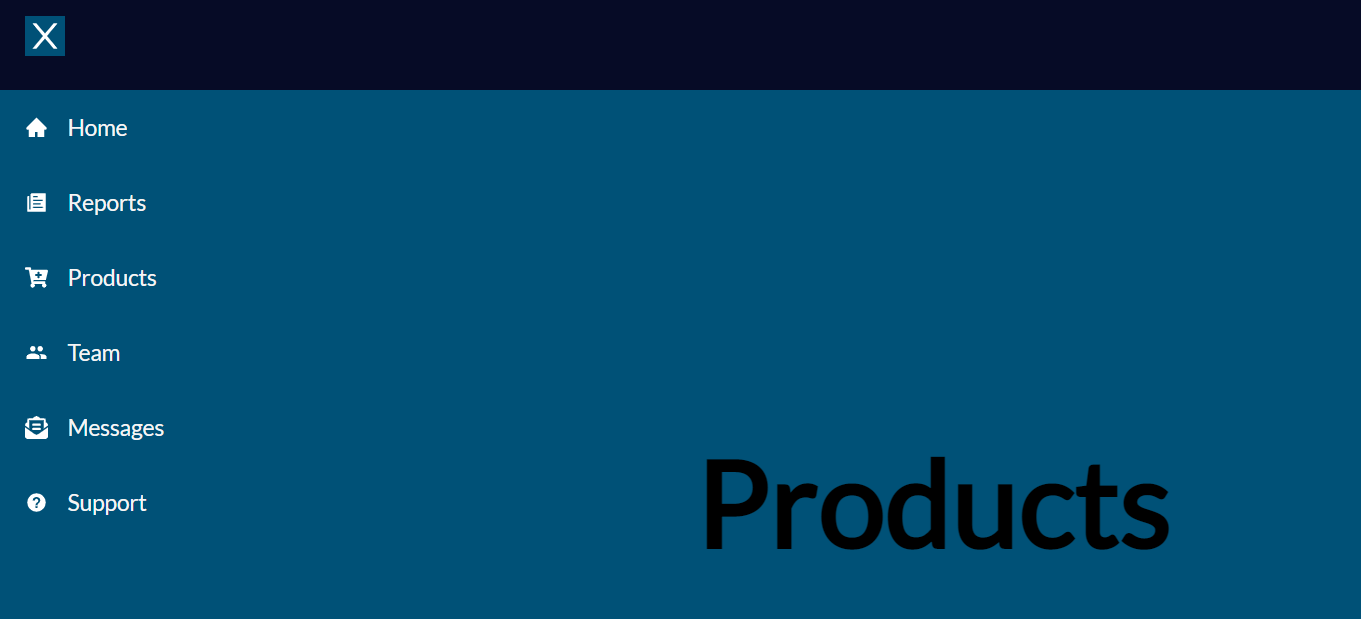 X
Home
Reports
Products
Team
Messages
Support
Products